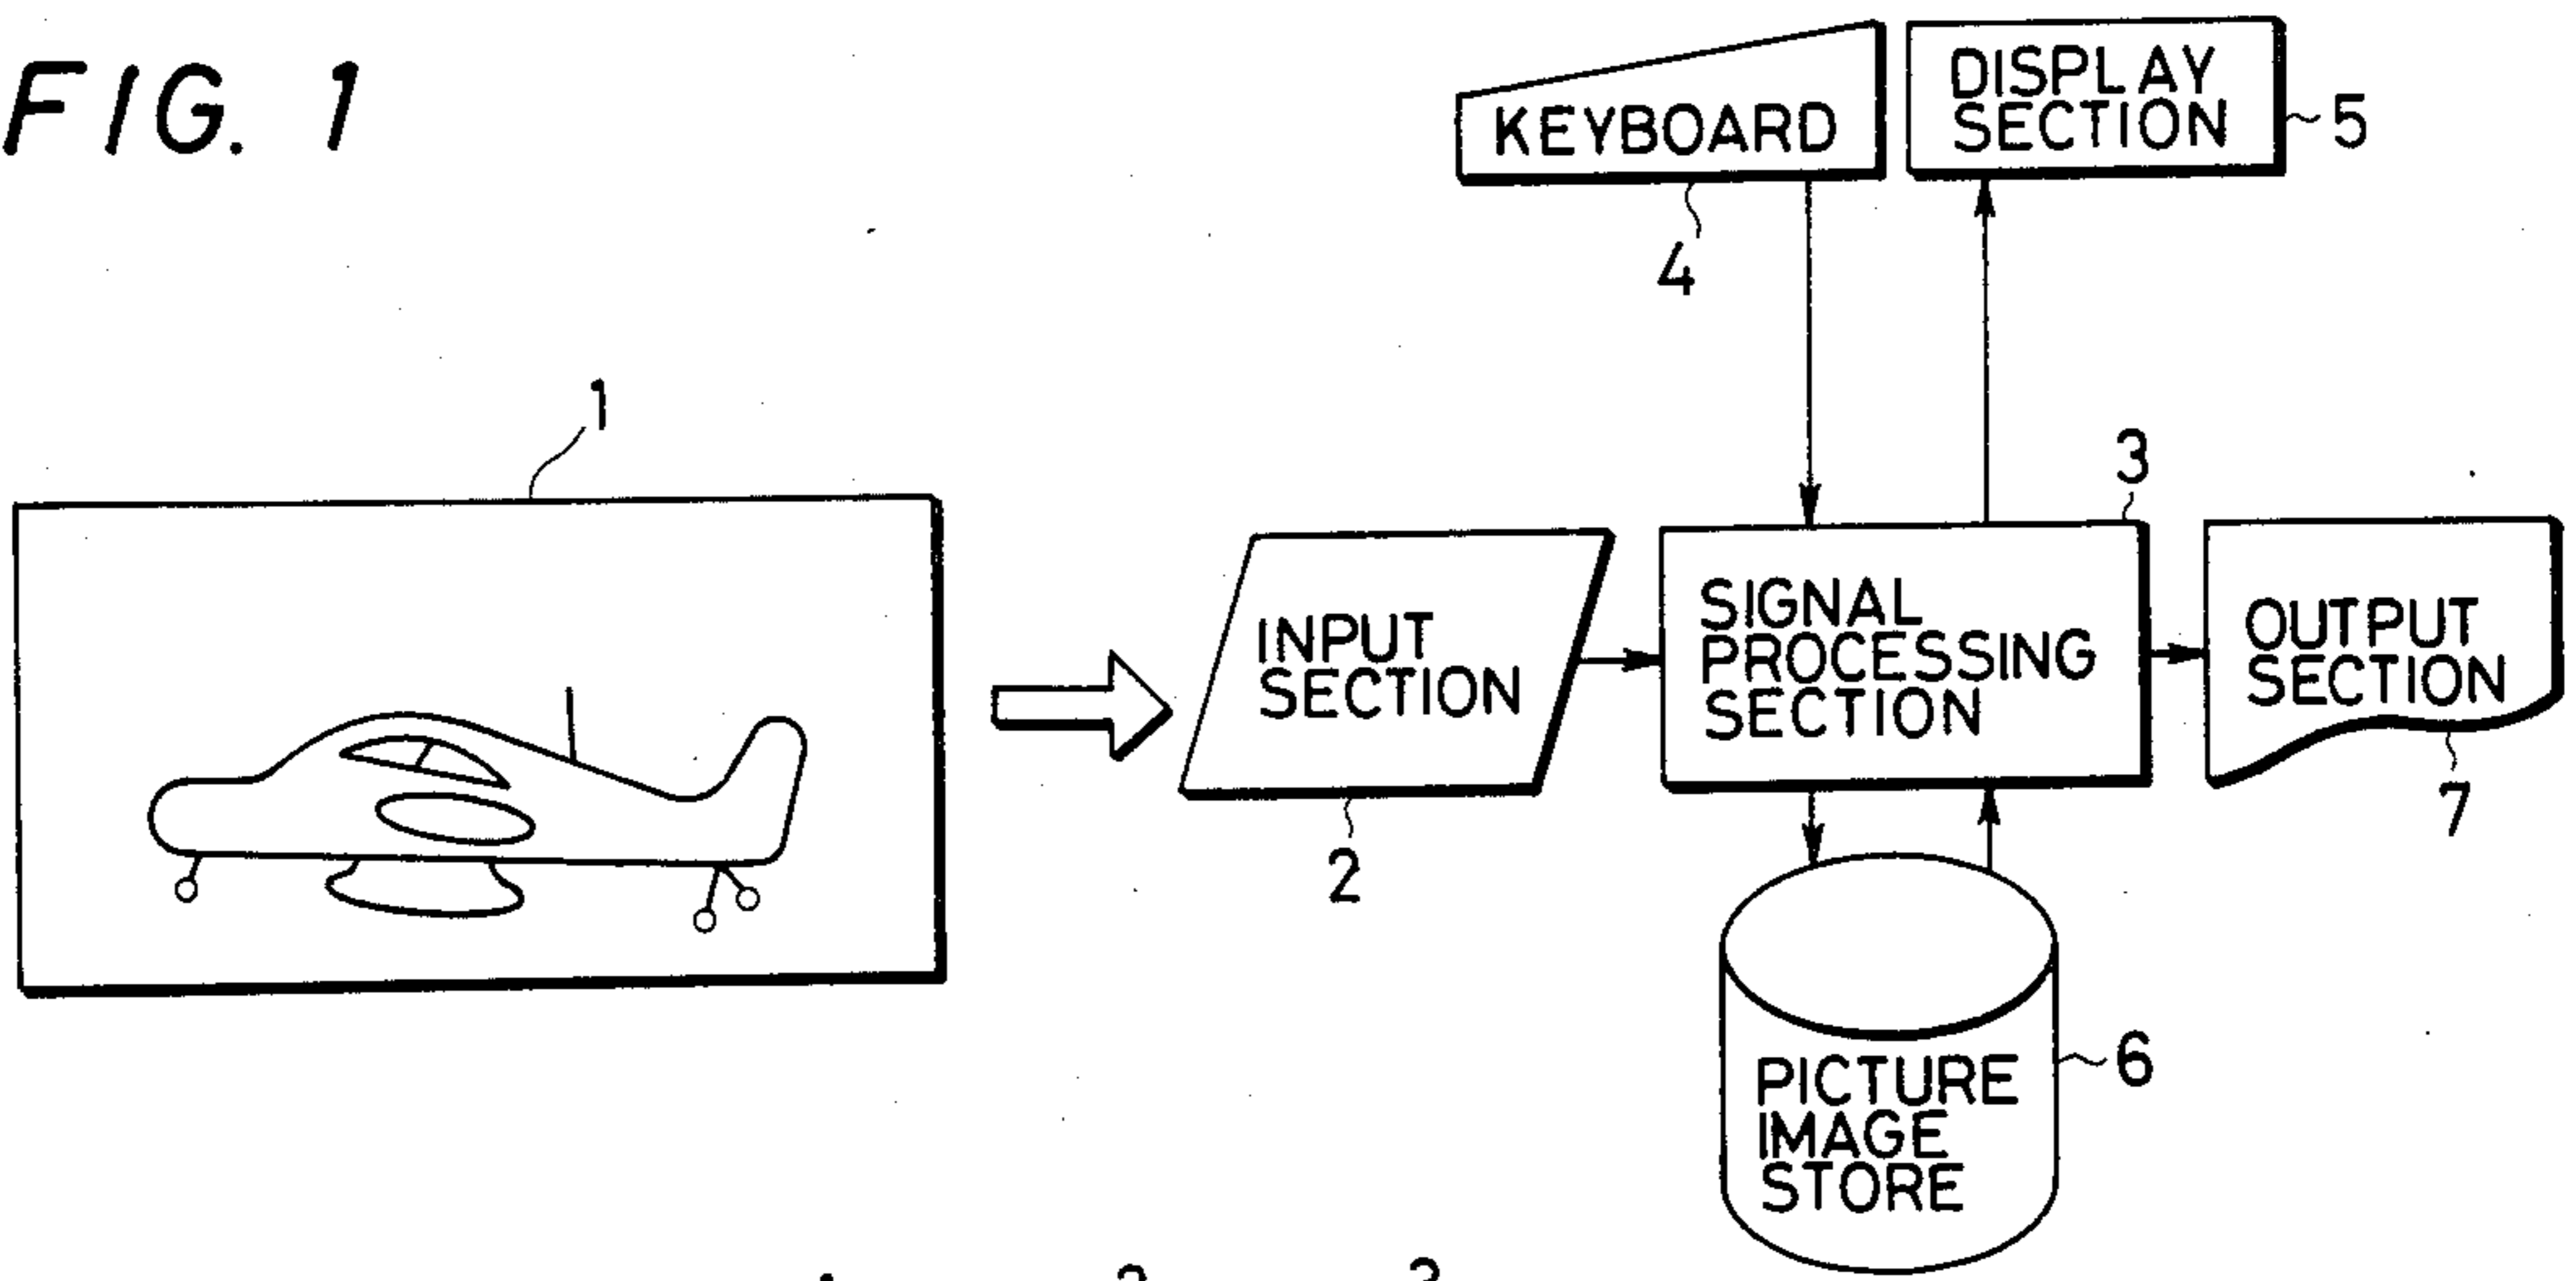 FIG. 1
KEYBOARD
DISPLAY
SECTION
5
4
1
3
INPUT
SECTION
SIGNAL
PROCESSING
SECTION
OUTPUT
SECTION
2
7
PICTURE
IMAGE
STORE
6